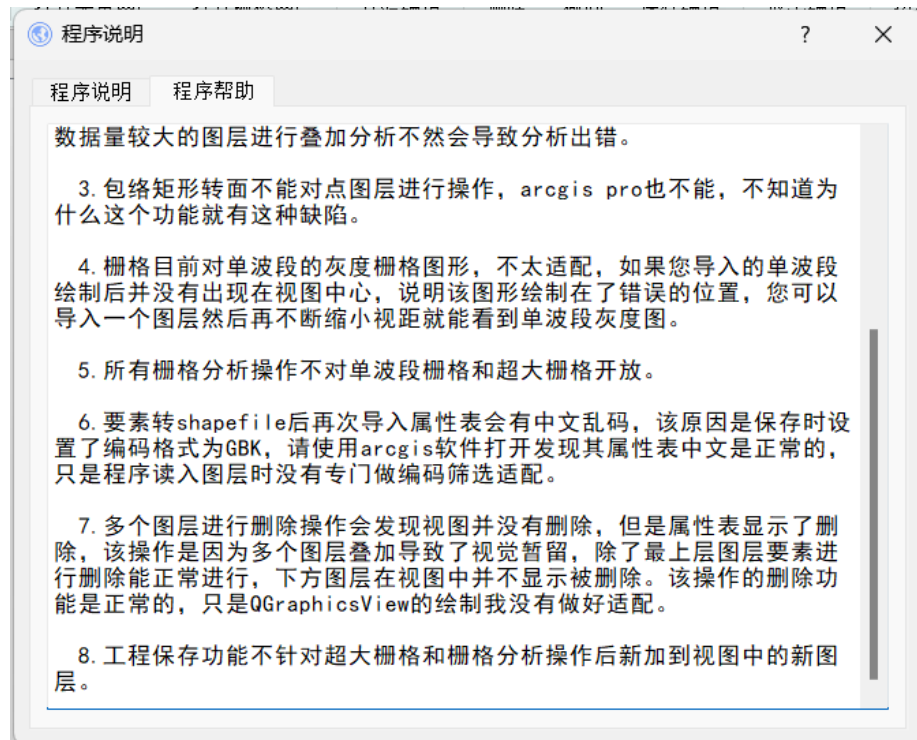 程序说明
?
程序说明
程序帮助
数据量较大的图层进行叠加分析不然会导致分析出错。
3.包络矩形转面不能对点图层进行操作，arcgis pro也不能，不知道为
什么这个功能就有这种缺陷。
4.栅格目前对单波段的灰度栅格图形，不太适配，如果您导入的单波段
绘制后并没有出现在视图中心，说明该图形绘制在了错误的位置，您可以
导入一个图层然后再不断缩小视距就能看到单波段灰度图。
5.所有栅格分析操作不对单波段栅格和超大栅格开放。
6.要素转shapefile后再次导入属性表会有中文乱码，该原因是保存时设
置了编码格式为GBK，请使用arcgis软件打开发现其属性表中文是正常的，
只是程序读入图层时没有专门做编码筛选适配。
7.多个图层进行删除操作会发现视图并没有删除，但是属性表显示了删
除，该操作是因为多个图层叠加导致了视觉暂留，除了最上层图层要素进
行删除能正常进行，下方图层在视图中并不显示被删除。该操作的删除功
能是正常的，只是QGraphicsView的绘制我没有做好适配。
8.工程保存功能不针对超大栅格和栅格分析操作后新加到视图中的新图
层。